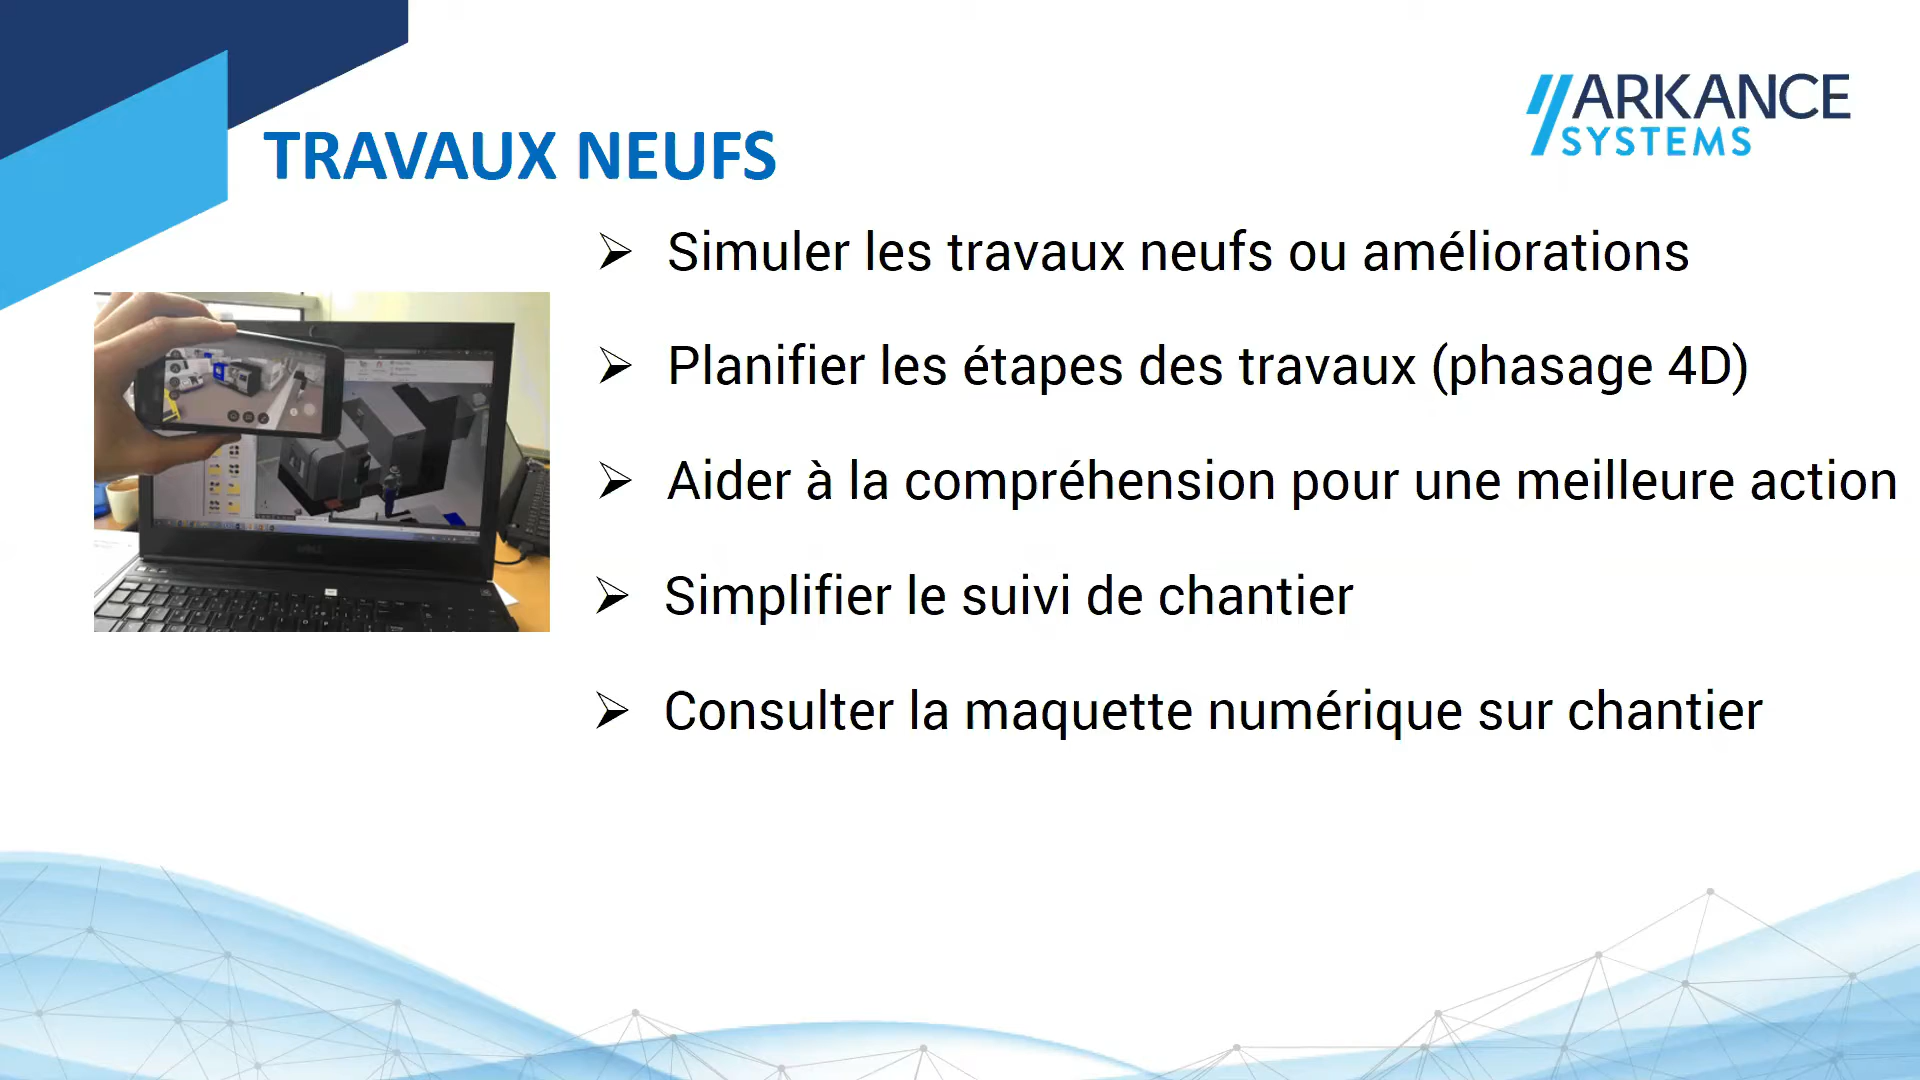 ARKANCE
SYSTEMS
TRAVAUX NEUFS
Simuler les travaux neufs ou améliorations
Planifier les étapes des travaux (phasage 4D)
Aider à la compréhension pour une meilleure action
Simplifier le suivi de chantier
Consulter la maquette numérique sur chantier